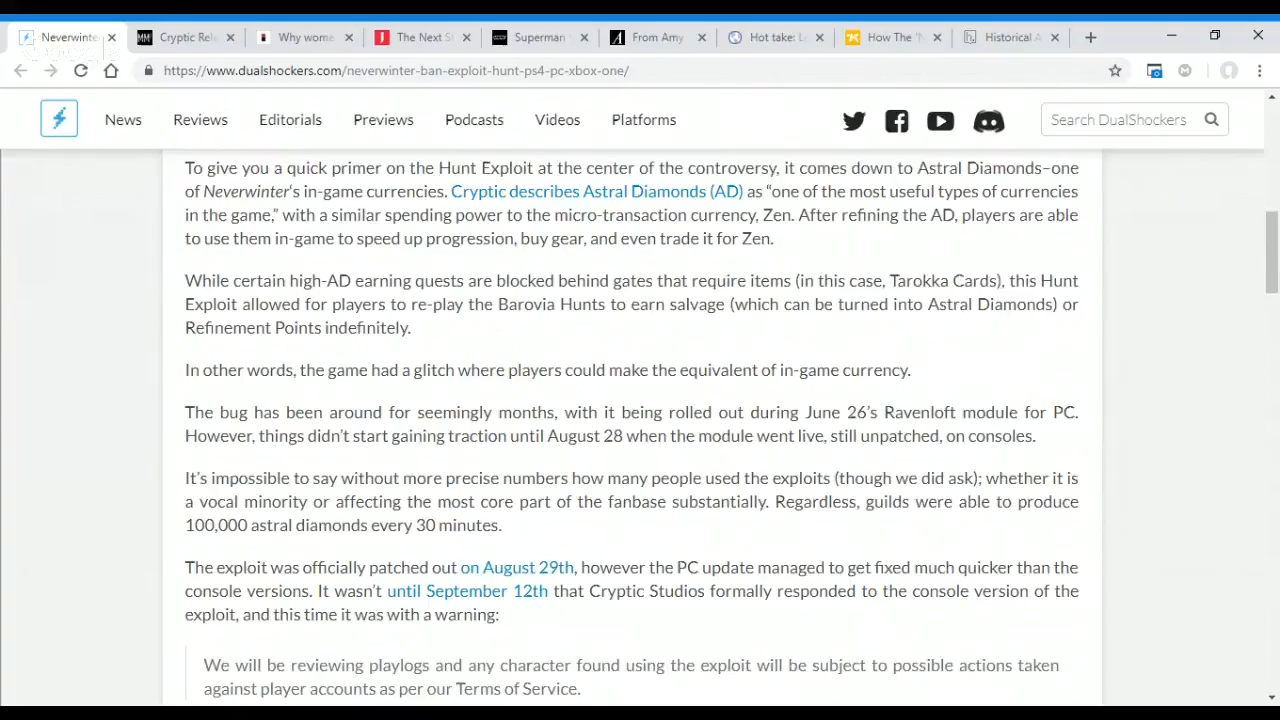 Neverwinte
Cryptic Rele
Why wome
The Next S
Superman
From Amy
Hot take: L
How The 'N
Historical A
https://www.dualshockers.com/neverwinter-ban-exploit-hunt-ps4-pc-xbox-one/
News
Reviews
Editorials
Previews
Podcasts
Videos
Platforms
Search DualShockers
To give you a quick primer on the Hunt Exploit at the center of the controversy, it comes down to Astral Diamonds–one
of Neverwinter's in-game currencies. Cryptic describes Astral Diamonds (AD) as “one of the most useful types of currencies
in the game,” with a similar spending power to the micro-transaction currency, Zen. After refining the AD, players are able
to use them in-game to speed up progression, buy gear, and even trade it for Zen.
While certain high-AD earning quests are blocked behind gates that require items (in this case, Tarokka Cards), this Hunt
Exploit allowed for players to re-play the Barovia Hunts to earn salvage (which can be turned into Astral Diamonds) or
Refinement Points indefinitely.
In other words, the game had a glitch where players could make the equivalent of in-game currency.
The bug has been around for seemingly months, with it being rolled out during June 26’s Ravenloft module for PC.
However, things didn’t start gaining traction until August 28 when the module went live, still unpatched, on consoles.
It’s impossible to say without more precise numbers how many people used the exploits (though we did ask); whether it is
a vocal minority or affecting the most core part of the fanbase substantially. Regardless, guilds were able to produce
100,000 astral diamonds every 30 minutes.
The exploit was officially patched out on August 29th, however the PC update managed to get fixed much quicker than the
console versions. It wasn’t until September 12th that Cryptic Studios formally responded to the console version of the
exploit, and this time it was with a warning:
We will be reviewing playlogs and any character found using the exploit will be subject to possible actions taken
against player accounts as per our Terms of Service.